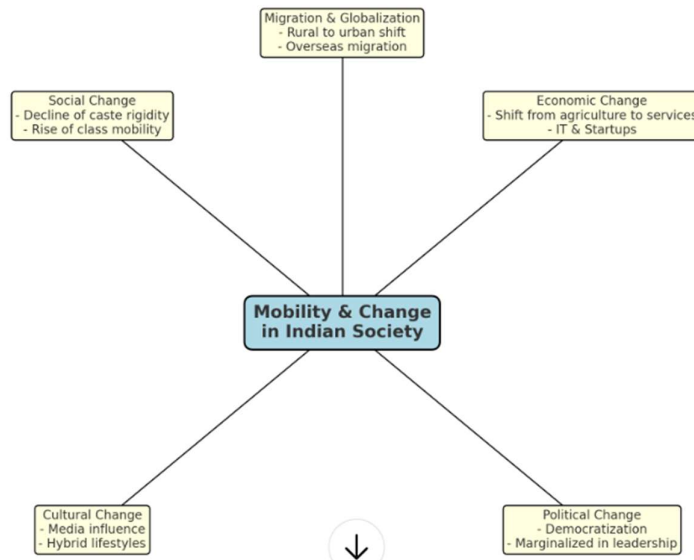 Migration & Globalization
- Rural to urban shift
- Overseas migration
Social Change
- Decline of caste rigidity
- Rise of class mobility
Economic Change
- Shift from agriculture to services
- IT & Startups
Mobility & Change
in Indian Society
Cultural Change
- Media influence
- Hybrid lifestyles
Political Change
- Democratization
- Marginalized in leadership